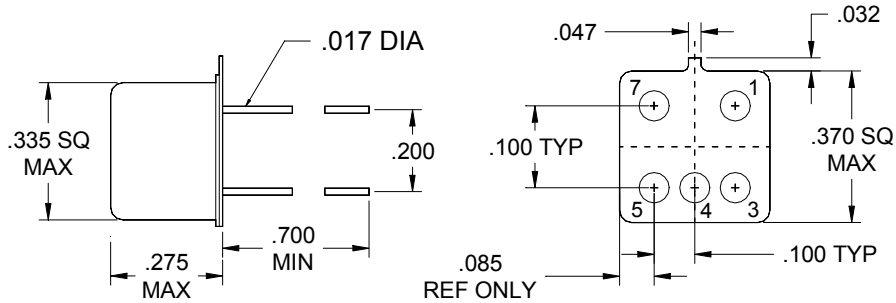 .017 DIA
.335 SQ
MAX
.200
.275
MAX
.700
MIN
.047
.032
7
1
.100 TYP
.370 SQ
MAX
5
4
3
.085
REF ONLY
.100 TYP